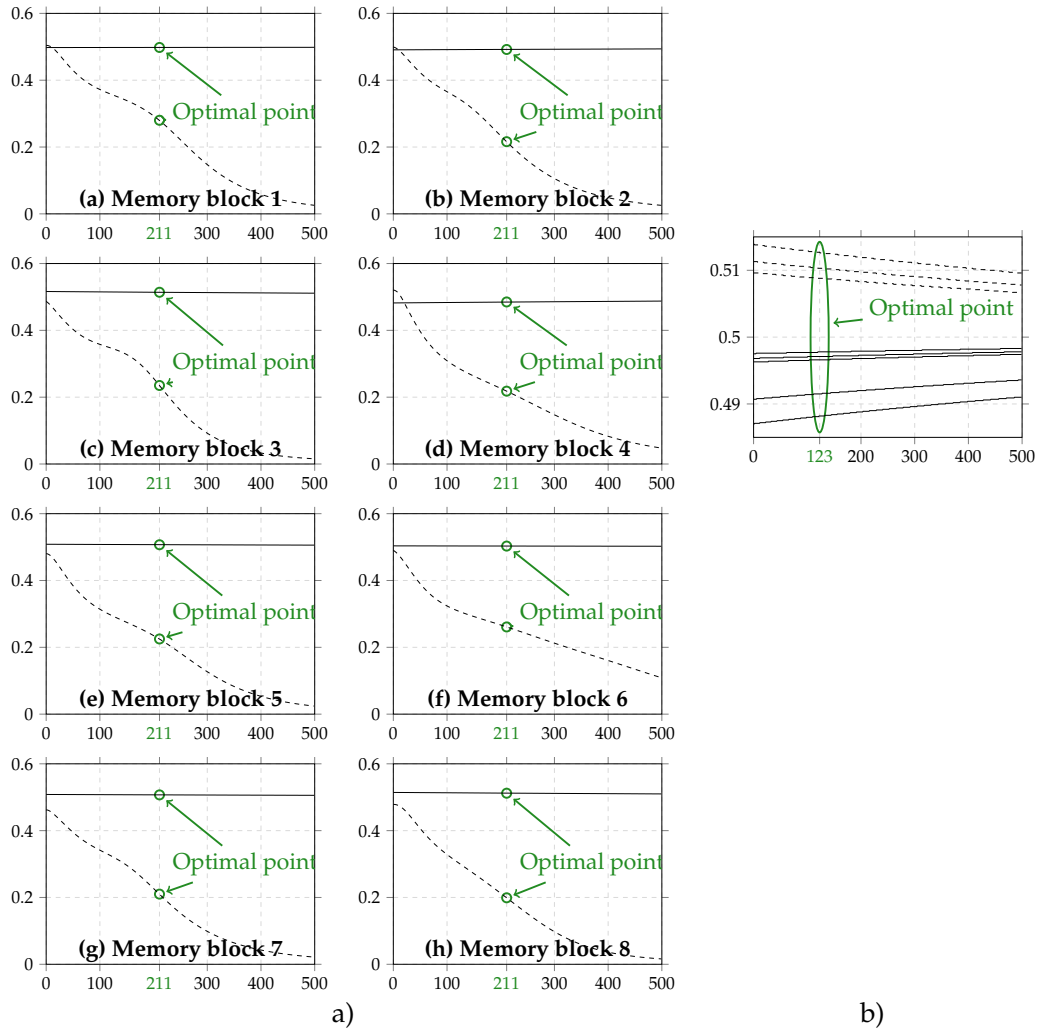 0.6
0.4
0.2
0
Optimal point
(a) Memory block 1
0 100 211 300 400 500
0.6
0.4
0.2
0
Optimal point
(b) Memory block 2
0 100 211 300 400 500
0.6
0.4
0.2
0
Optimal point
(c) Memory block 3
0 100 211 300 400 500
0.6
0.4
0.2
0
Optimal point
(d) Memory block 4
0 100 211 300 400 500
0.6
0.4
0.2
0
Optimal point
(e) Memory block 5
0 100 211 300 400 500
0.6
0.4
0.2
0
Optimal point
(f) Memory block 6
0 100 211 300 400 500
0.6
0.4
0.2
0
Optimal point
(g) Memory block 7
0 100 211 300 400 500
0.6
0.4
0.2
0
Optimal point
(h) Memory block 8
0 100 211 300 400 500
a)
0.51
0.5
0.49
Optimal point
0 123 200 300 400 500
b)